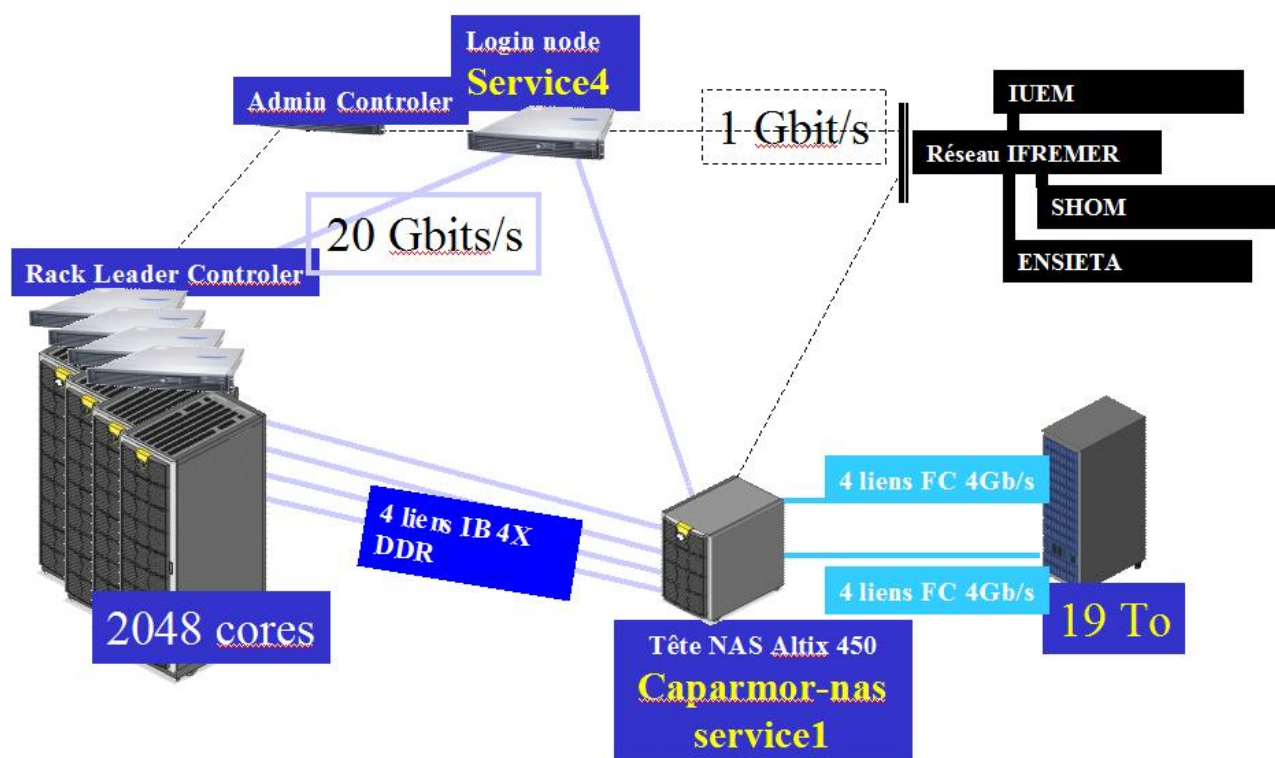 Login node
Service4
Admin Controler
1 Gbit/s
IUEM
Réseau IFREMER
SHOM
ENSIETA
20 Gbits/s
Rack Leader Controler
4 liens IB 4X
DDR
4 liens FC 4Gb/s
4 liens FC 4Gb/s
2048 cores
19 To
Tête NAS Altix 450
Caparmor-nas
service1